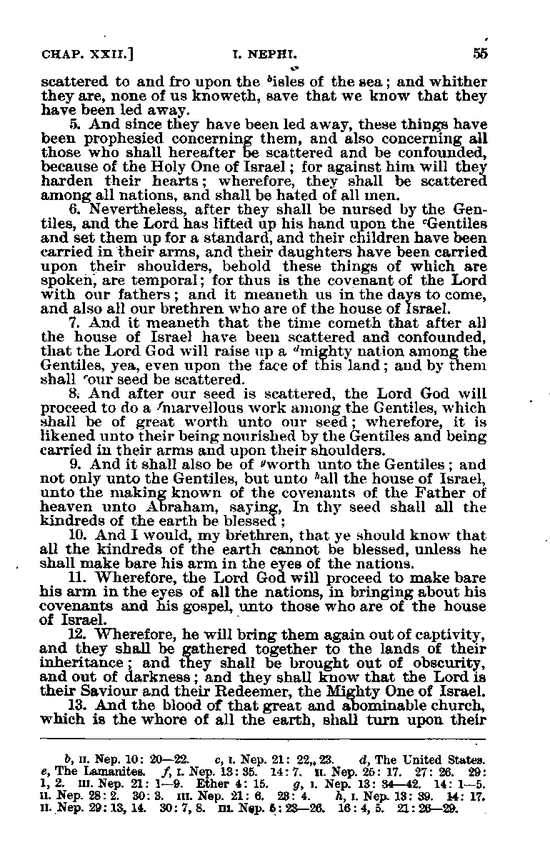 CHAP. XXII.] I. NEPHI. 55
scattered to and fro upon the ᵇisles of the sea; and whither
they are, none of us knoweth, save that we know that they
have been led away.
5. And since they have been led away, these things have
been prophesied concerning them, and also concerning all
those who shall hereafter be scattered and be confounded,
because of the Holy One of Israel; for against him will they
harden their hearts; wherefore, they shall be scattered
among all nations, and shall be hated of all men.
6. Nevertheless, after they shall be nursed by the Gen-
tiles, and the Lord has lifted up his hand upon the ᶜGentiles
and set them up for a standard, and their children have been
carried in their arms, and their daughters have been carried
upon their shoulders, behold these things of which are
spoken, are temporal; for thus is the covenant of the Lord
with our fathers; and it meaneth us in the days to come,
and also all our brethren who are of the house of Israel.
7. And it meaneth that the time cometh that after all
the house of Israel have been scattered and confounded,
that the Lord God will raise up a ᵈmighty nation among the
Gentiles, yea, even upon the face of this land; and by them
shall ᵉour seed be scattered.
8. And after our seed is scattered, the Lord God will
proceed to do a ᶠmarvellous work among the Gentiles, which
shall be of great worth unto our seed; wherefore, it is
likened unto their being nourished by the Gentiles and being
carried in their arms and upon their shoulders.
9. And it shall also be of ᵍworth unto the Gentiles; and
not only unto the Gentiles, but unto ʰall the house of Israel,
unto the making known of the covenants of the Father of
heaven unto Abraham, saying, In thy seed shall all the
kindreds of the earth be blessed;
10. And I would, my brethren, that ye should know that
all the kindreds of the earth cannot be blessed, unless he
shall make bare his arm in the eyes of the nations.
11. Wherefore, the Lord God will proceed to make bare
his arm in the eyes of all the nations, in bringing about his
covenants and his gospel, unto those who are of the house
of Israel.
12. Wherefore, he will bring them again out of captivity,
and they shall be gathered together to the lands of their
inheritance; and they shall be brought out of obscurity,
and out of darkness; and they shall know that the Lord is
their Saviour and their Redeemer, the Mighty One of Israel.
13. And the blood of that great and abominable church,
which is the whore of all the earth, shall turn upon their
b, II. Nep. 10: 20—22. c, I. Nep. 21: 22,, 23. d, The United States.
e, The Lamanites. f, I. Nep. 13: 35. 14: 7. II. Nep. 25: 17. 27: 26. 29:
1, 2. III. Nep. 21: 1—9. Ether 4: 15. g, I. Nep. 13: 34—42. 14: 1—5.
II. Nep. 28: 2. 30: 3. III. Nep. 21: 6. 23: 4. h, I. Nep. 13: 39. 14: 17.
II. Nep. 29: 13, 14. 30: 7, 8. III. Nep. 5: 23—26. 16: 4, 5. 21: 26—29.